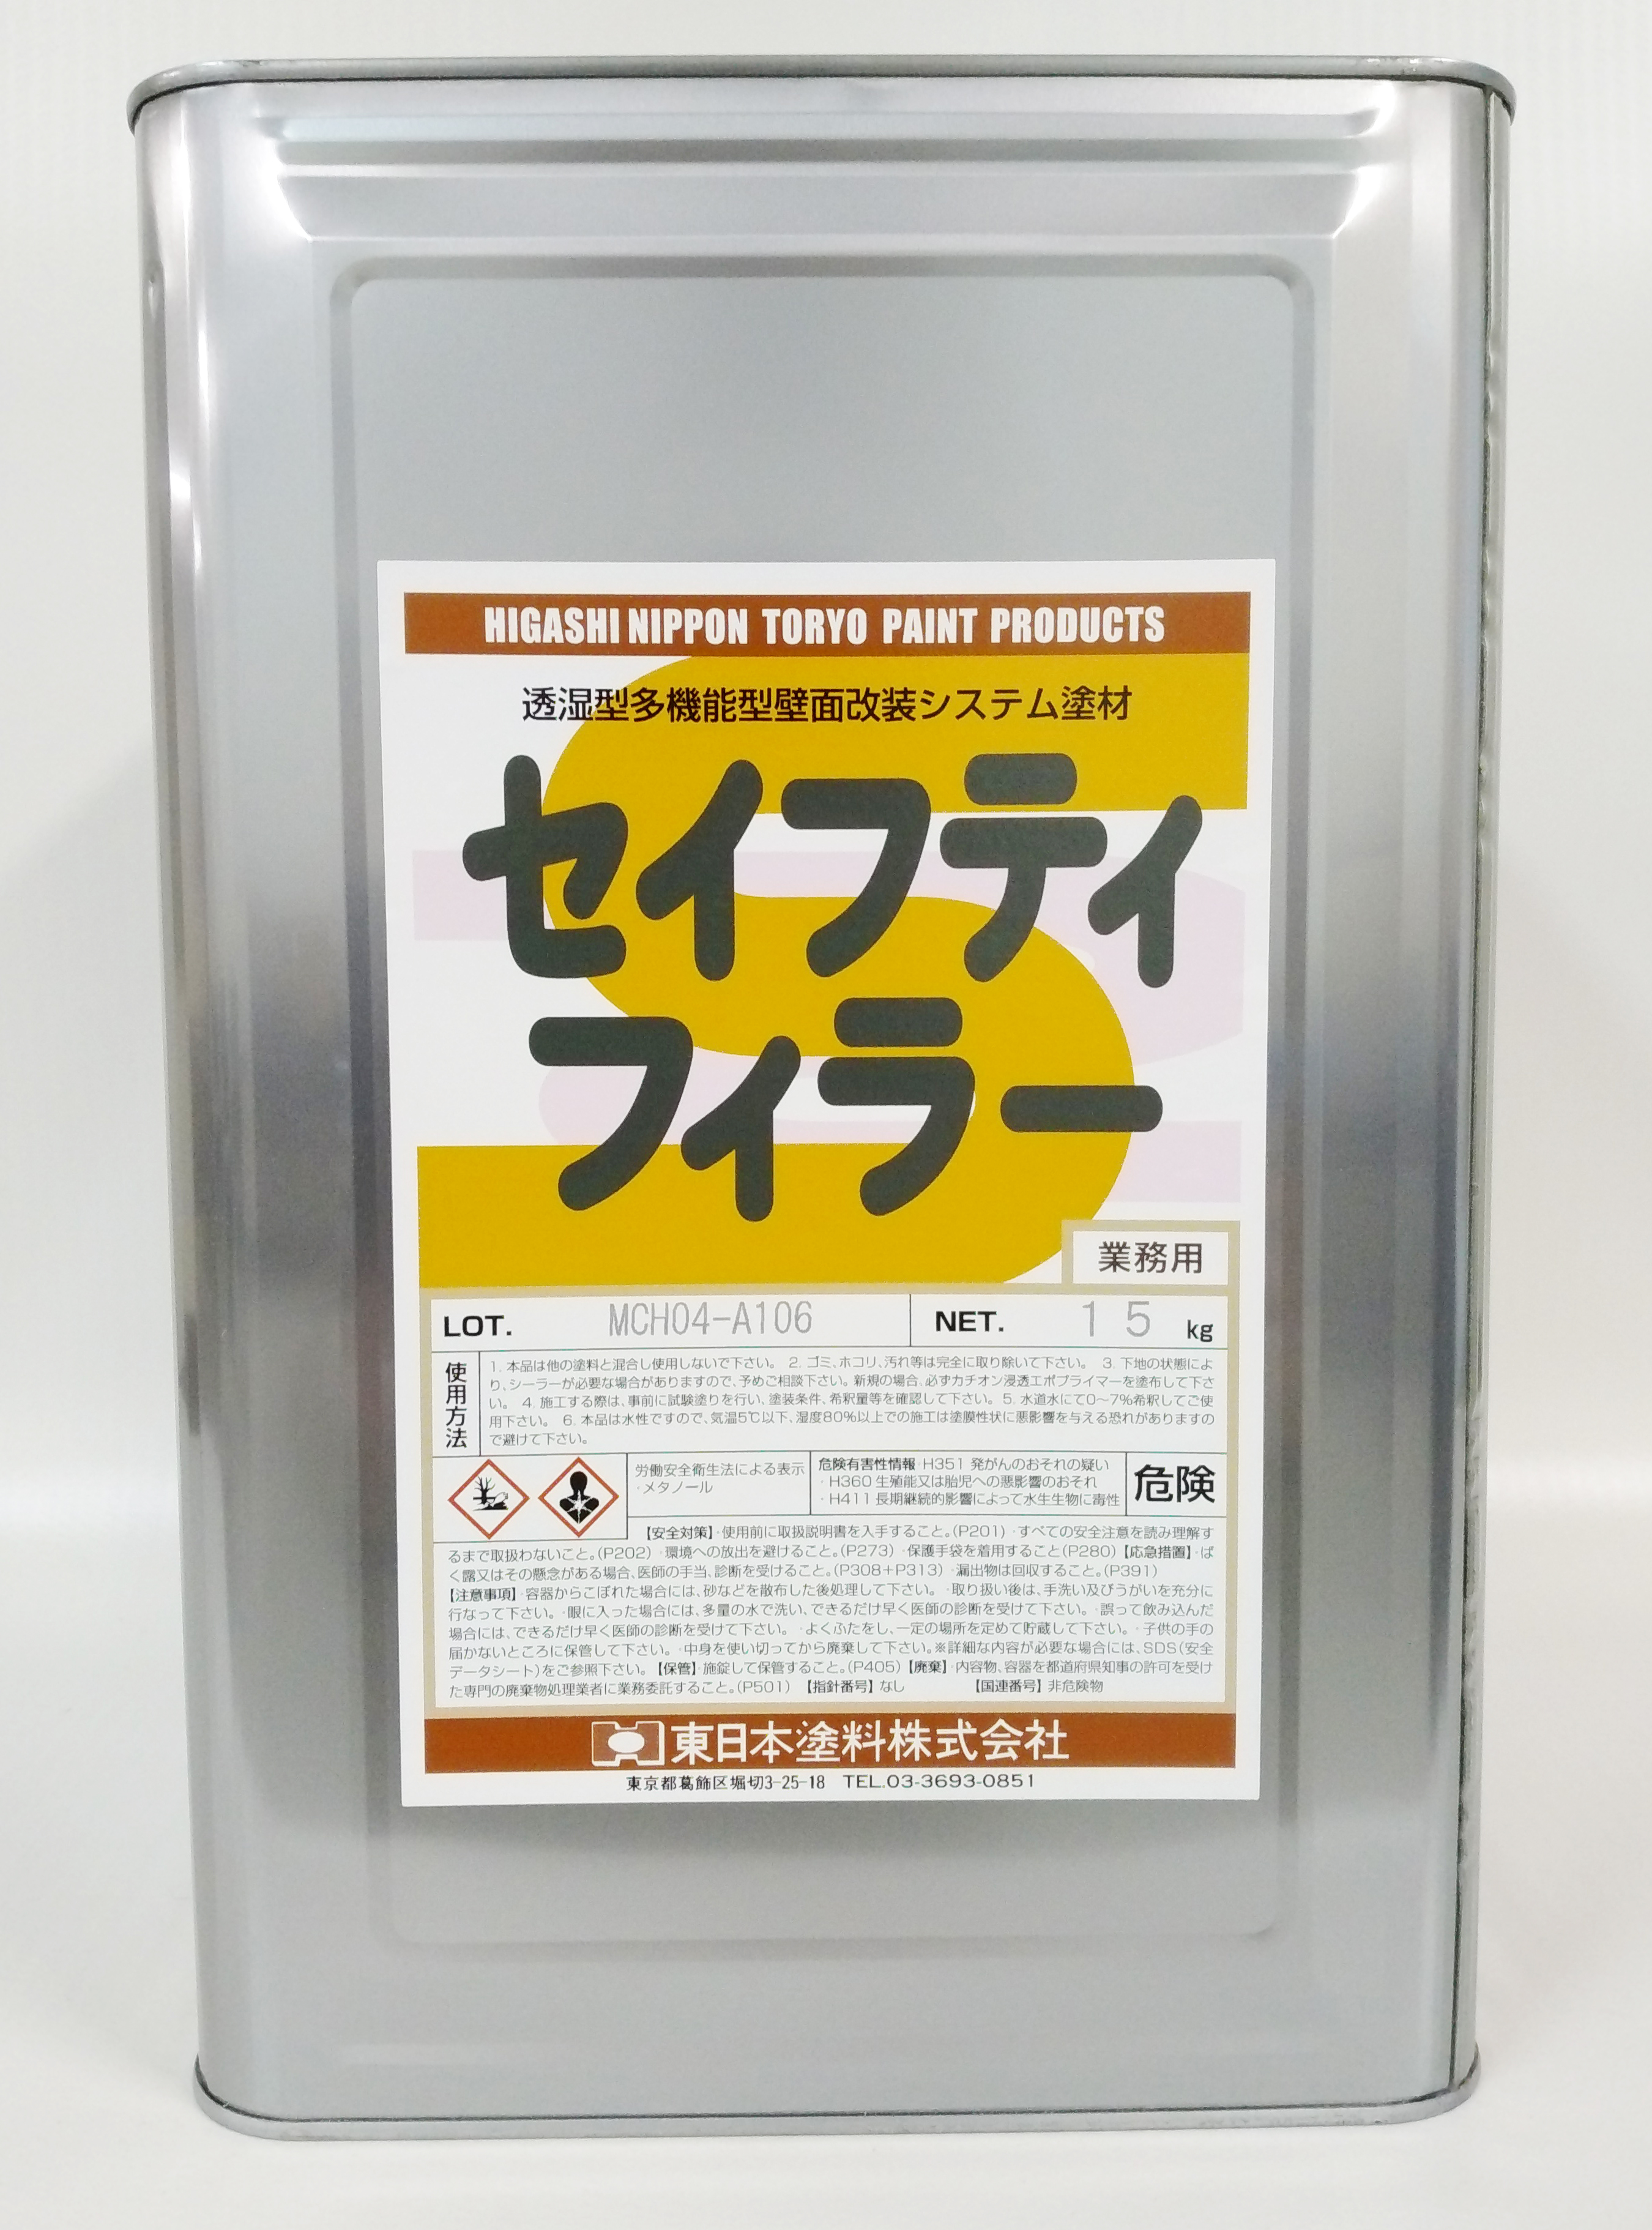 HIGASHI NIPPON TORYO PAINT PRODUCTS
透湿型多機能型壁面改装システム塗材
セイフティ
フィラー
業務用
LOT. MCH04-A106 NET. 15 kg
使用方法
1. 本品は他の塗料と混合し使用しないで下さい。 2. ゴミ、ホコリ、汚れ等は完全に取り除いて下さい。 3. 下地の状態によ
り、シーラーが必要な場合がありますので、予めご相談下さい。新規の場合、必ずカチオン浸透エポプライマーを塗布して下さ
い。 4. 施工する際は、事前に試験塗りを行い、塗装条件、希釈量等を確認して下さい。 5. 水道水にて0〜7%希釈してご使
用下さい。 6. 本品は水性ですので、気温5℃以下、湿度80%以上での施工は塗膜性状に悪影響を与える恐れがあります​の
で避けて下さい。
労働安全衛生法による表示
・メタノール
危険有害性情報・H351 発がんのおそれの疑い
・H360 生殖能又は胎児への悪影響のおそれ
・H411 長期継続的影響によって水生生物に毒性
危険
【安全対策】・使用前に取扱説明書を入手すること。(P201)・すべての安全注意を読み理解す
るまで取扱わないこと。(P202)・環境への放出を避けること。(P273)・保護手袋を着用すること(P280)【応急措置】・ば
く露又はその懸念がある場合、医師の手当、診断を受けること。(P308+P313)・漏出物は回収すること。(P391)
【注意事項】・容器からこぼれた場合には、砂などを散布した後処理して下さい。・取り扱い後は、手洗い及びうがいを充分に
行なって下さい。・眼に入った場合には、多量の水で洗い、できるだけ早く医師の診断を受けて下さい。・誤って飲み込んだ
場合には、できるだけ早く医師の診断を受けて下さい。・よくふたをし、一定の場所を定めて貯蔵して下さい。・子供の手の
届かないところに保管して下さい。・中身を使い切ってから廃棄して下さい。※詳細な内容が必要な場合には、SDS(安全
データシート)をご参照下さい。【保管】施錠して保管すること。(P405)【廃棄】・内容物、容器を都道府県知事の許可を受け
た専門の廃棄物処理業者に業務委託すること。(P501) 【指針番号】なし 【国連番号】非危険物
東日本塗料株式会社
東京都葛飾区堀切3-25-18 TEL.03-3693-0851